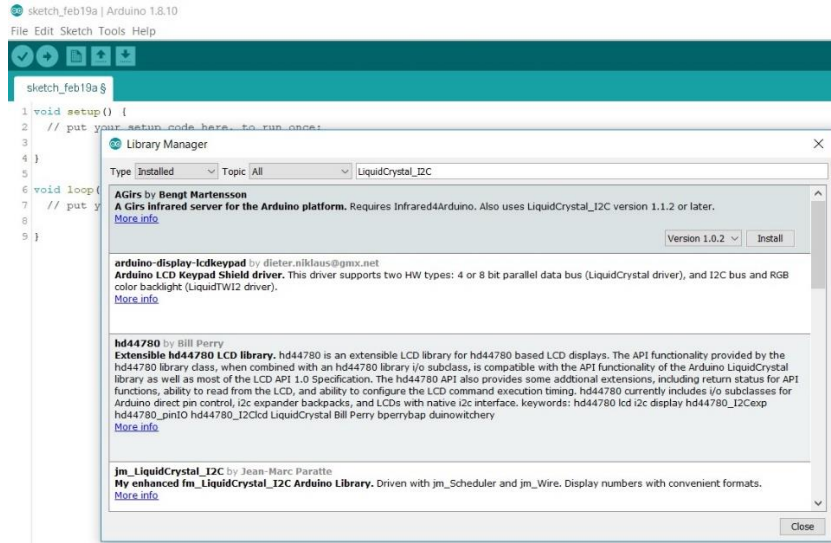 sketch_feb19a | Arduino 1.8.10
File Edit Sketch Tools Help
sketch_feb19a §
1 void setup() {
2 // put your setup code here, to run once:
3
4 }
5
6 void loop(
7 // put y
8
9 }
Library Manager
Type Installed Topic All LiquidCrystal_I2C
AGirs by Bengt Martensson
A Girs infrared server for the Arduino platform. Requires Infrared4Arduino. Also uses LiquidCrystal_I2C version 1.1.2 or later.
More info
Version 1.0.2 Install
arduino-display-lcdkeypad by dieter.niklaus@gmx.net
Arduino LCD Keypad Shield driver. This driver supports two HW types: 4 or 8 bit parallel data bus (LiquidCrystal driver), and I2C bus and RGB
color backlight (LiquidTWI2 driver).
More info
hd44780 by Bill Perry
Extensible hd44780 LCD library. hd44780 is an extensible LCD library for hd44780 based LCD displays. The API functionality provided by the
hd44780 library class, when combined with an hd44780 library i/o subclass, is compatible with the API functionality of the Arduino LiquidCrystal
library as well as most of the LCD API 1.0 Specification. The hd44780 API also provides some addtional extensions, including return status for API
functions, ability to read from the LCD, and ability to configure the LCD command execution timing. hd44780 currently includes i/o subclasses for
Arduino direct pin control, i2c expander backpacks, and LCDs with native i2c interface. keywords: hd44780 lcd i2c display hd44780_I2Cexp
hd44780_pinIO hd44780_I2Clcd LiquidCrystal Bill Perry bperrybap duinowitchery
More info
jm_LiquidCrystal_I2C by Jean-Marc Paratte
My enhanced fm_LiquidCrystal_I2C Arduino Library. Driven with jm_Scheduler and jm_Wire. Display numbers with convenient formats.
More info
Close